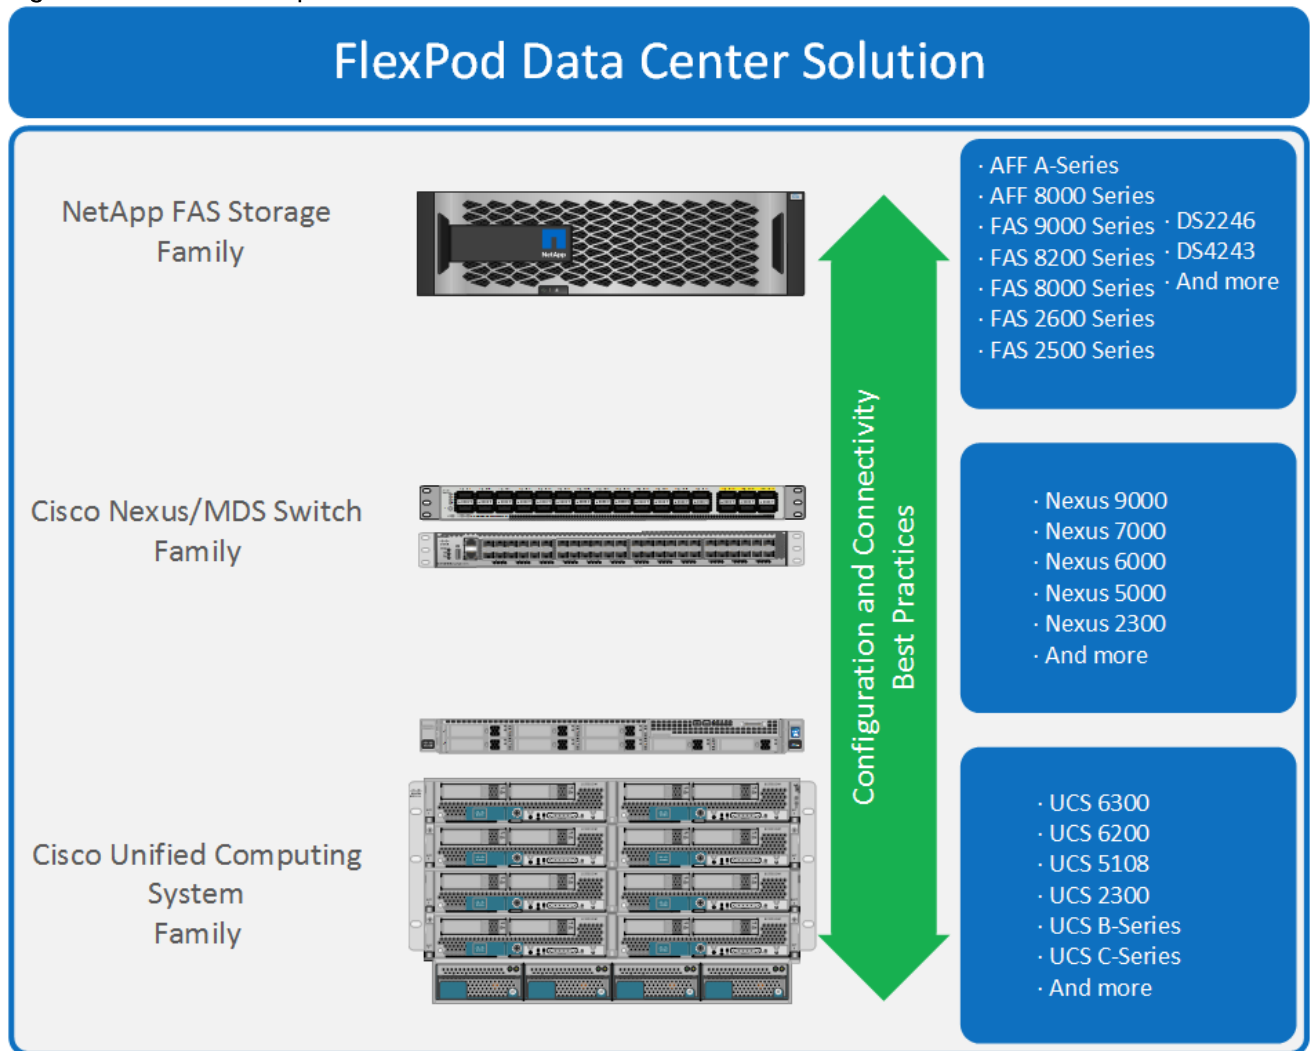 FlexPod Data Center Solution
NetApp FAS Storage
Family
NetApp
· AFF A-Series
· AFF 8000 Series
· FAS 9000 Series
· FAS 8200 Series
· FAS 8000 Series
· FAS 2600 Series
· FAS 2500 Series
· DS2246
· DS4243
· And more
Configuration and Connectivity
Best Practices
Cisco Nexus/MDS Switch
Family
· Nexus 9000
· Nexus 7000
· Nexus 6000
· Nexus 5000
· Nexus 2300
· And more
Cisco Unified Computing
System
Family
· UCS 6300
· UCS 6200
· UCS 5108
· UCS 2300
· UCS B-Series
· UCS C-Series
· And more